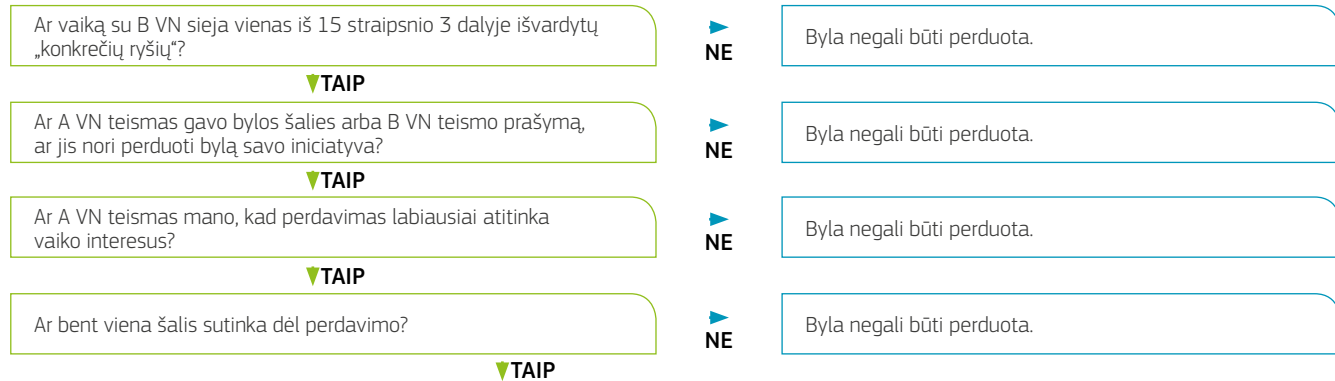 Ar vaiką su B VN sieja vienas iš 15 straipsnio 3 dalyje išvardytų
„konkrečių ryšių“?
NE
Byla negali būti perduota.
TAIP
Ar A VN teismas gavo bylos šalies arba B VN teismo prašymą,
ar jis nori perduoti bylą savo iniciatyva?
NE
Byla negali būti perduota.
TAIP
Ar A VN teismas mano, kad perdavimas labiausiai atitinka
vaiko interesus?
NE
Byla negali būti perduota.
TAIP
Ar bent viena šalis sutinka dėl perdavimo?
NE
Byla negali būti perduota.
TAIP